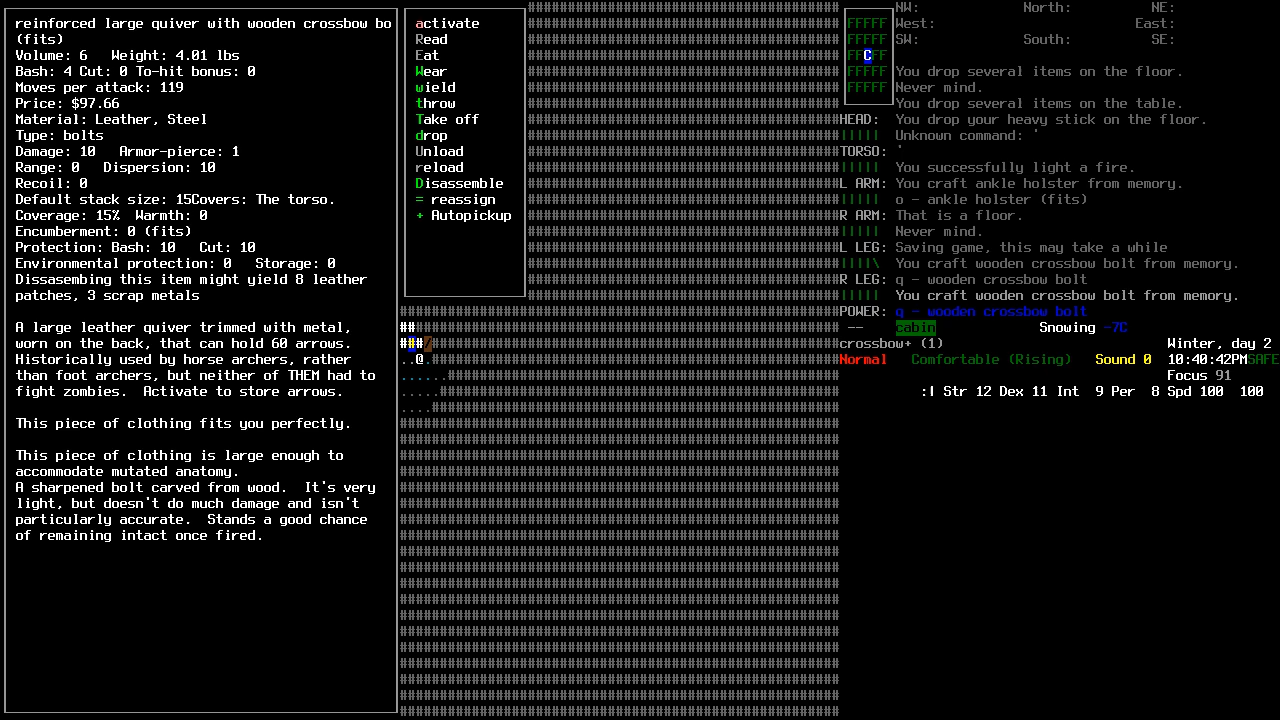 reinforced large quiver with wooden crossbow bo
(fits)
Volume: 6   Weight: 4.01 lbs
Bash: 4 Cut: 0 To-hit bonus: 0
Moves per attack: 119
Price: $97.66
Material: Leather, Steel
Type: bolts
Damage: 10   Armor-pierce: 1
Range: 0   Dispersion: 10
Recoil: 0
Default stack size: 15Covers: The torso.
Coverage: 15%  Warmth: 0
Encumberment: 0 (fits)
Protection: Bash: 10   Cut: 10
Environmental protection: 0   Storage: 0
Dissasembing this item might yield 8 leather
patches, 3 scrap metals
A large leather quiver trimmed with metal,
worn on the back, that can hold 60 arrows.
Historically used by horse archers, rather
than foot archers, but neither of THEM had to
fight zombies.  Activate to store arrows.
This piece of clothing fits you perfectly.
This piece of clothing is large enough to
accommodate mutated anatomy.
A sharpened bolt carved from wood.  It's very
light, but doesn't do much damage and isn't
particularly accurate.  Stands a good chance
of remaining intact once fired.
activate
Read
Eat
Wear
wield
throw
Take off
drop
Unload
reload
Disassemble
= reassign
+ Autopickup
FFFFF
FFFFF
FFCFF
FFFFF
FFFFF
NW: North: NE:
West: East:
SW: South: SE:
You drop several items on the floor.
Never mind.
You drop several items on the table.
HEAD: You drop your heavy stick on the floor.
||||| Unknown command: '
TORSO: '
||||| You successfully light a fire.
L ARM: You craft ankle holster from memory.
||||| o - ankle holster (fits)
R ARM: That is a floor.
||||| Never mind.
L LEG: Saving game, this may take a while
||||\ You craft wooden crossbow bolt from memory.
R LEG: q - wooden crossbow bolt
||||| You craft wooden crossbow bolt from memory.
POWER: q - wooden crossbow bolt
-- cabin Snowing -7C
crossbow+ (1) Winter, day 2
Normal Comfortable (Rising) Sound 0 10:40:42PMSAFE
Focus 91
:| Str 12 Dex 11 Int  9 Per  8 Spd 100  100